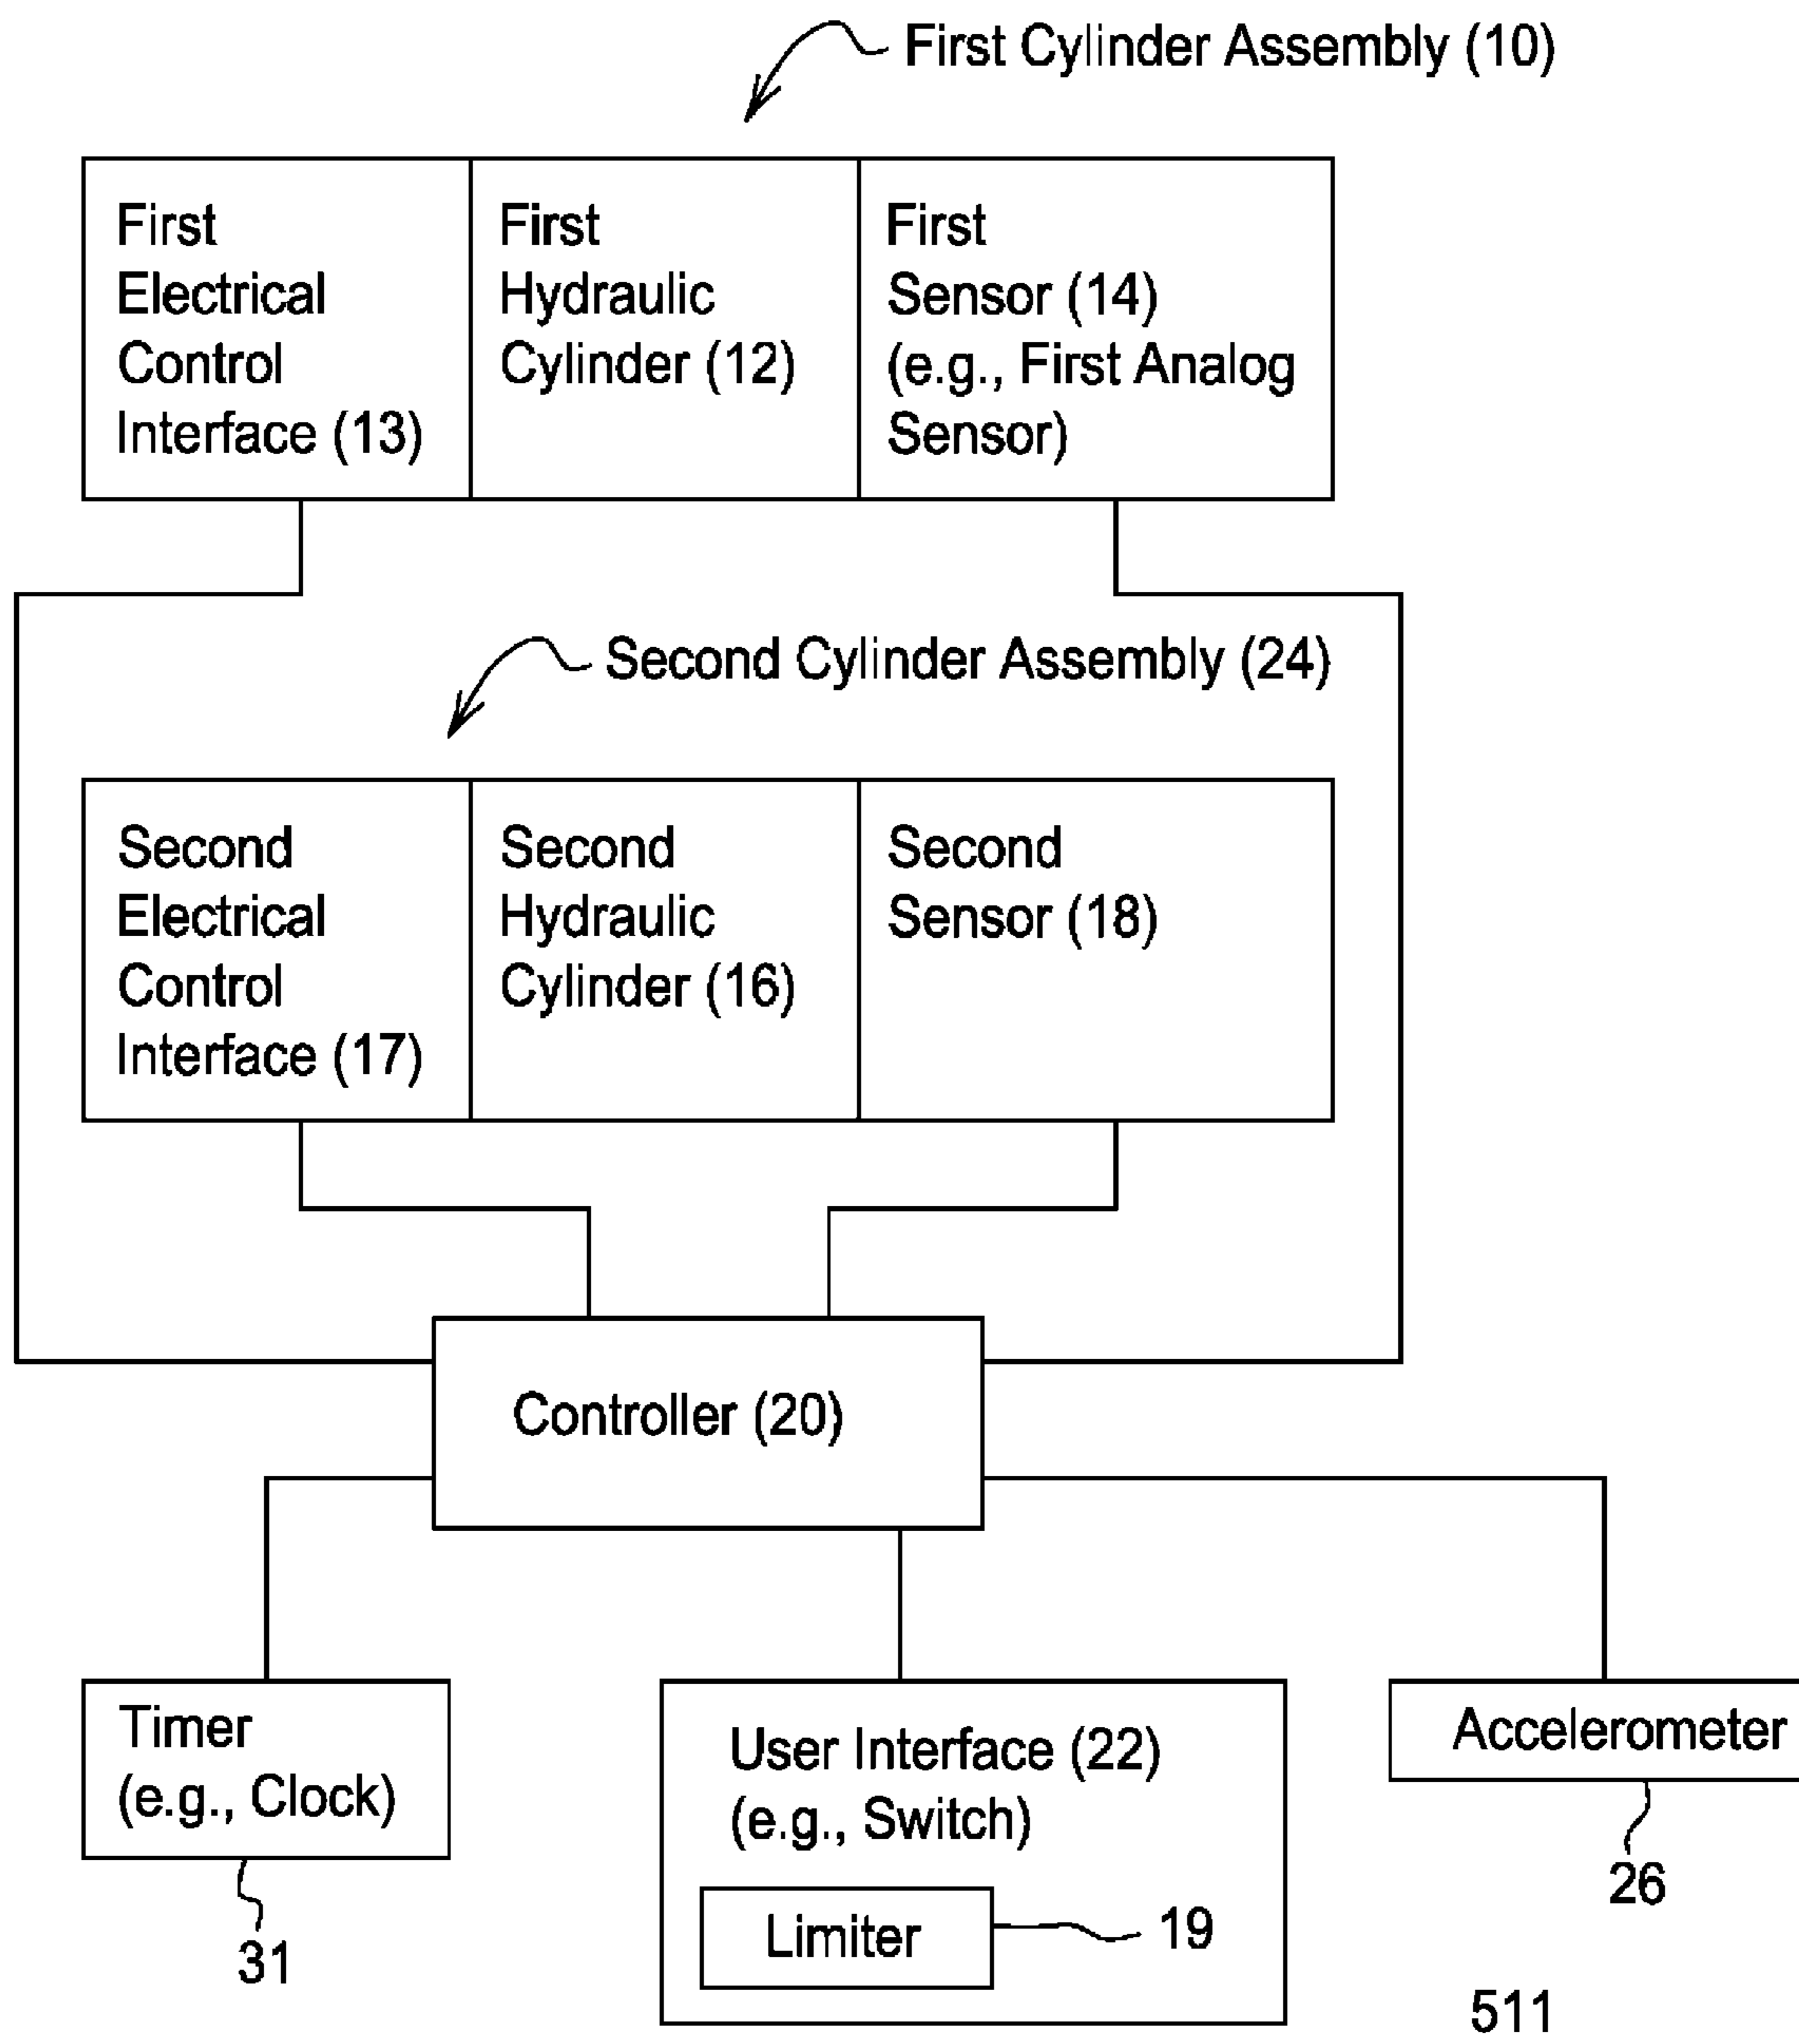 First Cylinder Assembly (10)
First
Electrical
Control
Interface (13)
First
Hydraulic
Cylinder (12)
First
Sensor (14)
(e.g., First Analog
Sensor)
Second Cylinder Assembly (24)
Second
Electrical
Control
Interface (17)
Second
Hydraulic
Cylinder (16)
Second
Sensor (18)
Controller (20)
Timer
(e.g., Clock)
31
User Interface (22)
(e.g., Switch)
Limiter
19
Accelerometer
26
511